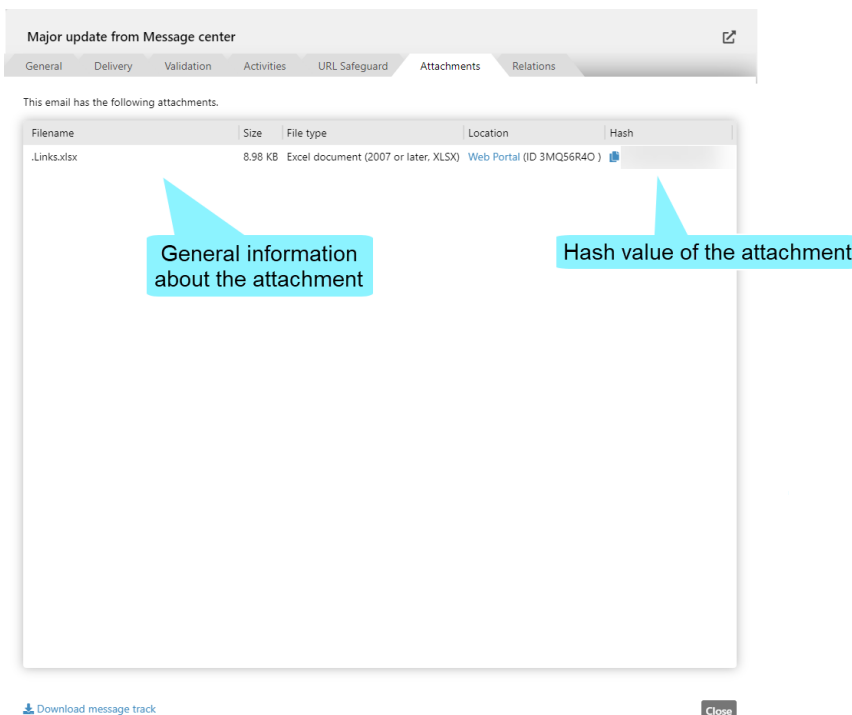 Major update from Message center
General Delivery Validation Activities URL Safeguard Attachments Relations
This email has the following attachments.
Filename Size File type Location Hash
.Links.xlsx 8.98 KB Excel document (2007 or later, XLSX) Web Portal (ID 3MQ56R4O )
General information
about the attachment
Hash value of the attachment
Download message track
Close